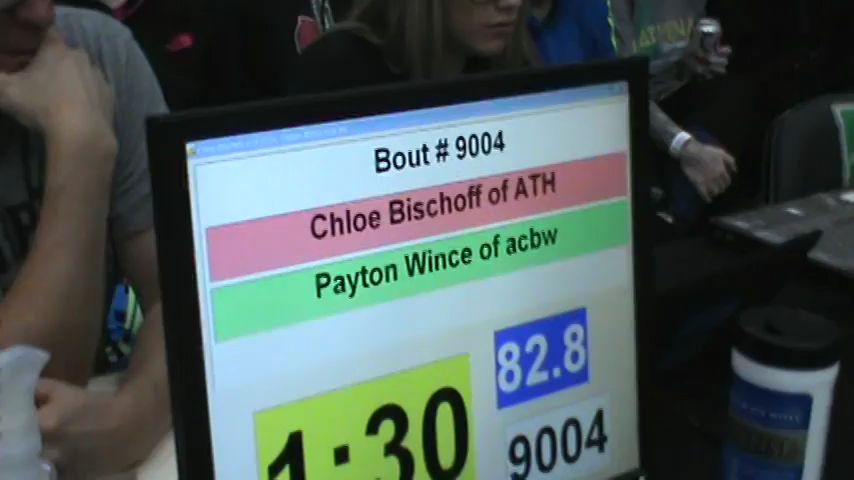 Bout # 9004
Chloe Bischoff of ATH
Payton Wince of acbw
82.8
1:30
9004